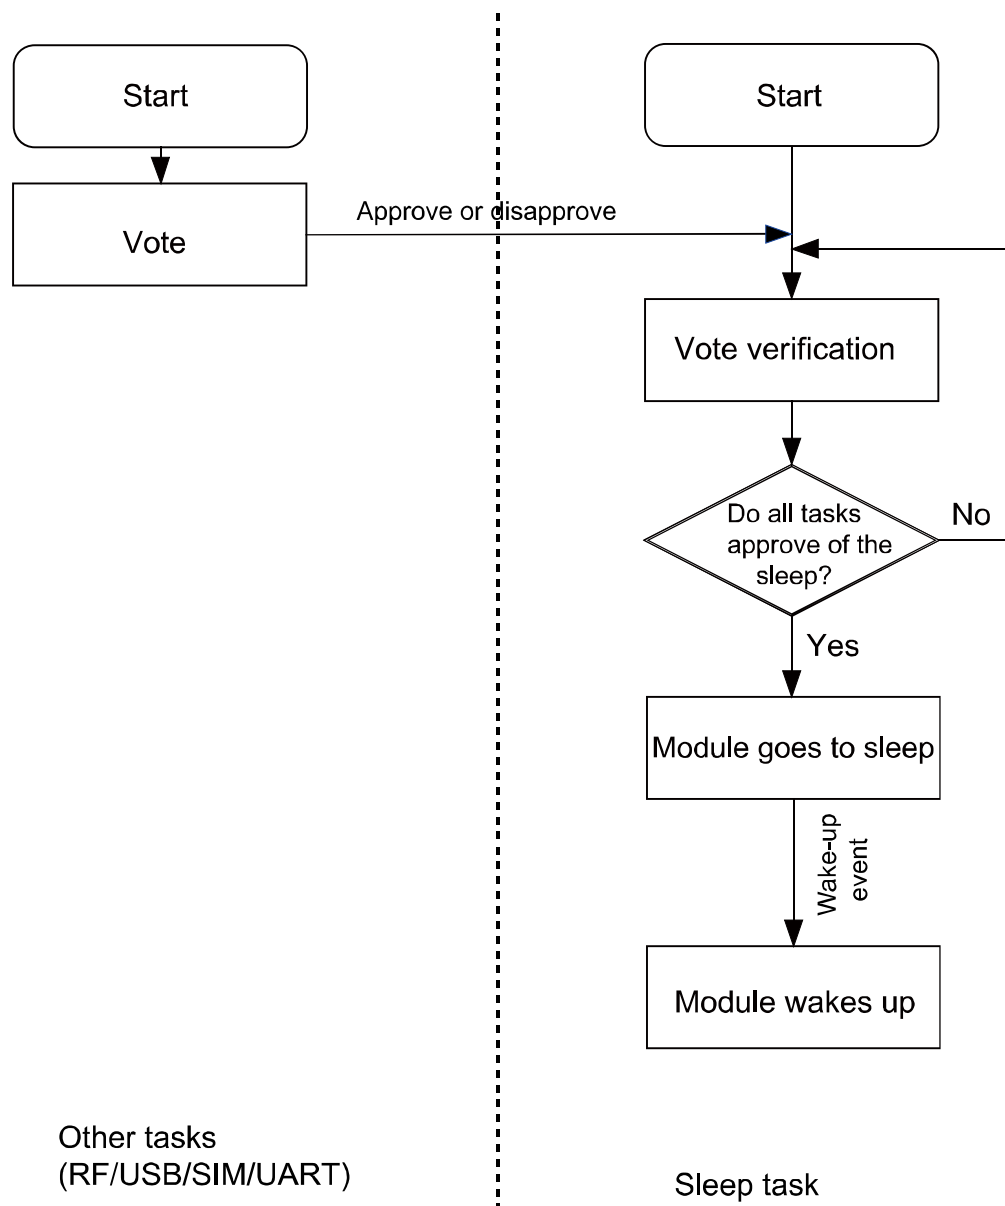 Start
Start
Approve or disapprove
Vote
Vote verification
Do all tasks
approve of the
sleep?
No
Yes
Module goes to sleep
Wake-up
event
Module wakes up
Other tasks
(RF/USB/SIM/UART)
Sleep task